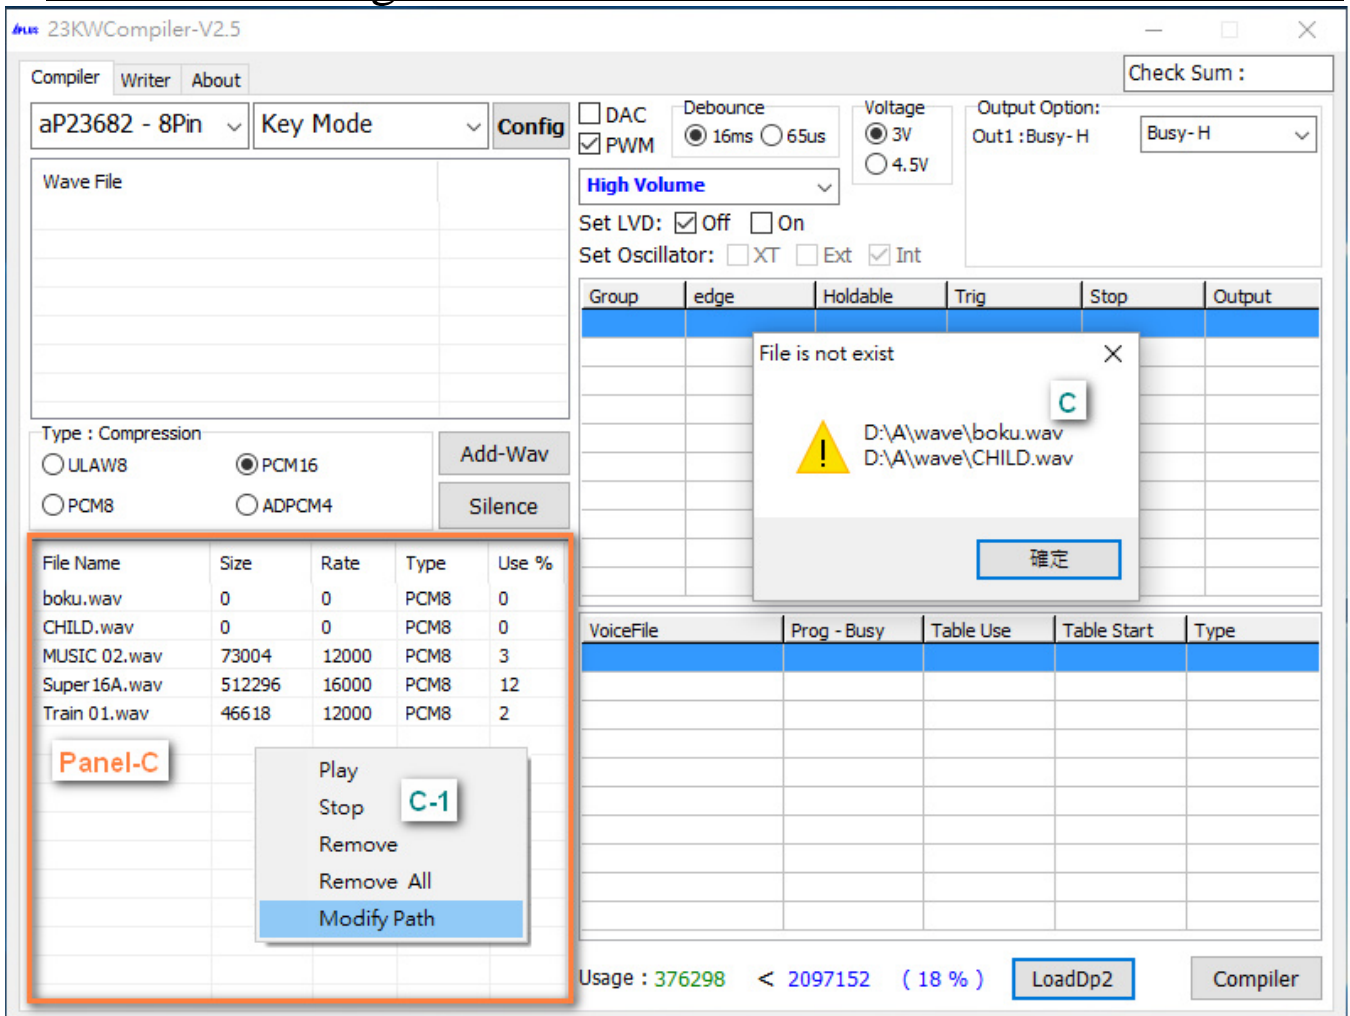 APLUS 23KWCompiler-V2.5
Compiler Writer About
Check Sum :
aP23682 - 8Pin Key Mode Config
DAC
PWM
Debounce
16ms 65us
Voltage
3V
4.5V
Output Option:
Out1 :Busy- H Busy- H
Wave File
High Volume
Set LVD: Off On
Set Oscillator: XT Ext Int
Group edge Holdable Trig Stop Output
File is not exist
C
D:\A\wave\boku.wav
D:\A\wave\CHILD.wav
確定
Type : Compression
ULAW8 PCM16
PCM8 ADPCM4
Add-Wav
Silence
File Name Size Rate Type Use %
boku.wav 0 0 PCM8 0
CHILD.wav 0 0 PCM8 0
MUSIC 02.wav 73004 12000 PCM8 3
Super16A.wav 512296 16000 PCM8 12
Train 01.wav 46618 12000 PCM8 2
Panel-C
Play
Stop
C-1
Remove
Remove All
Modify Path
VoiceFile Prog - Busy Table Use Table Start Type
Usage : 376298 < 2097152 ( 18 % ) LoadDp2 Compiler